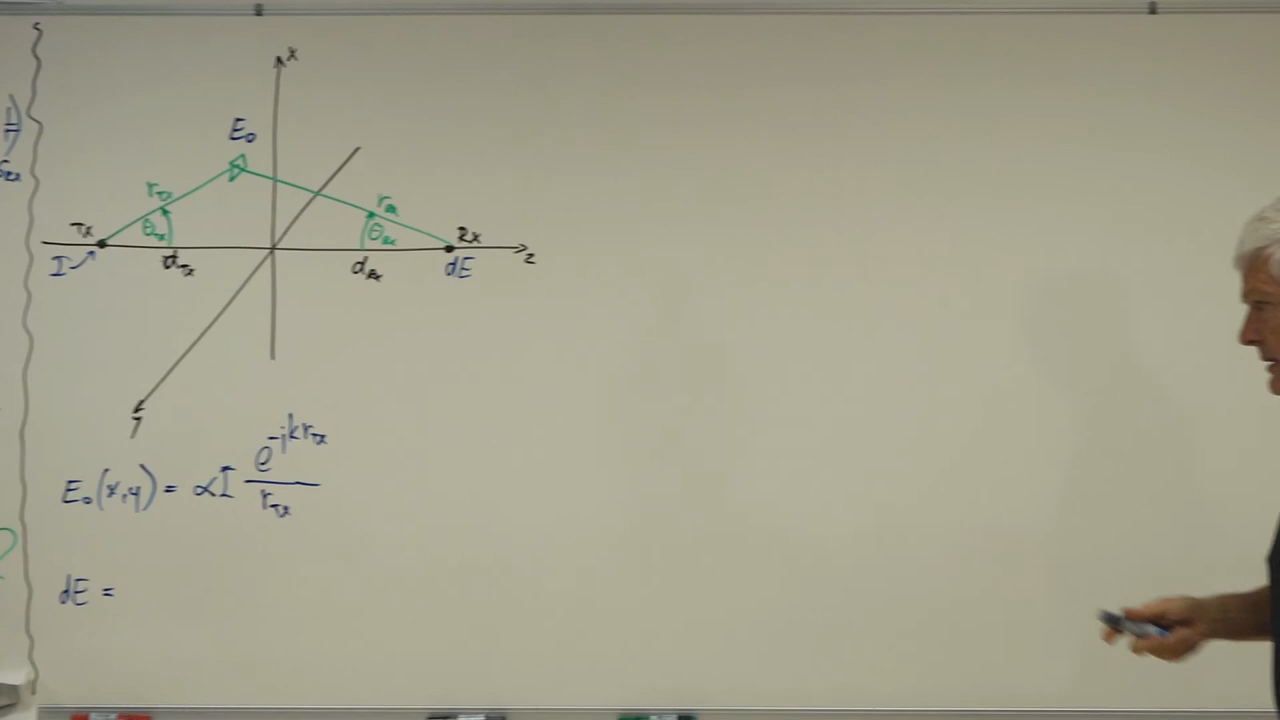 x
E₀
r_Tx
r_Rx
Tx
θ_Tx
θ_Rx
Rx
I
d_Tx
d_Rx
dE
z
y
E₀(x,y) = αI e^{-jkr_Tx} / r_Tx
dE =
?